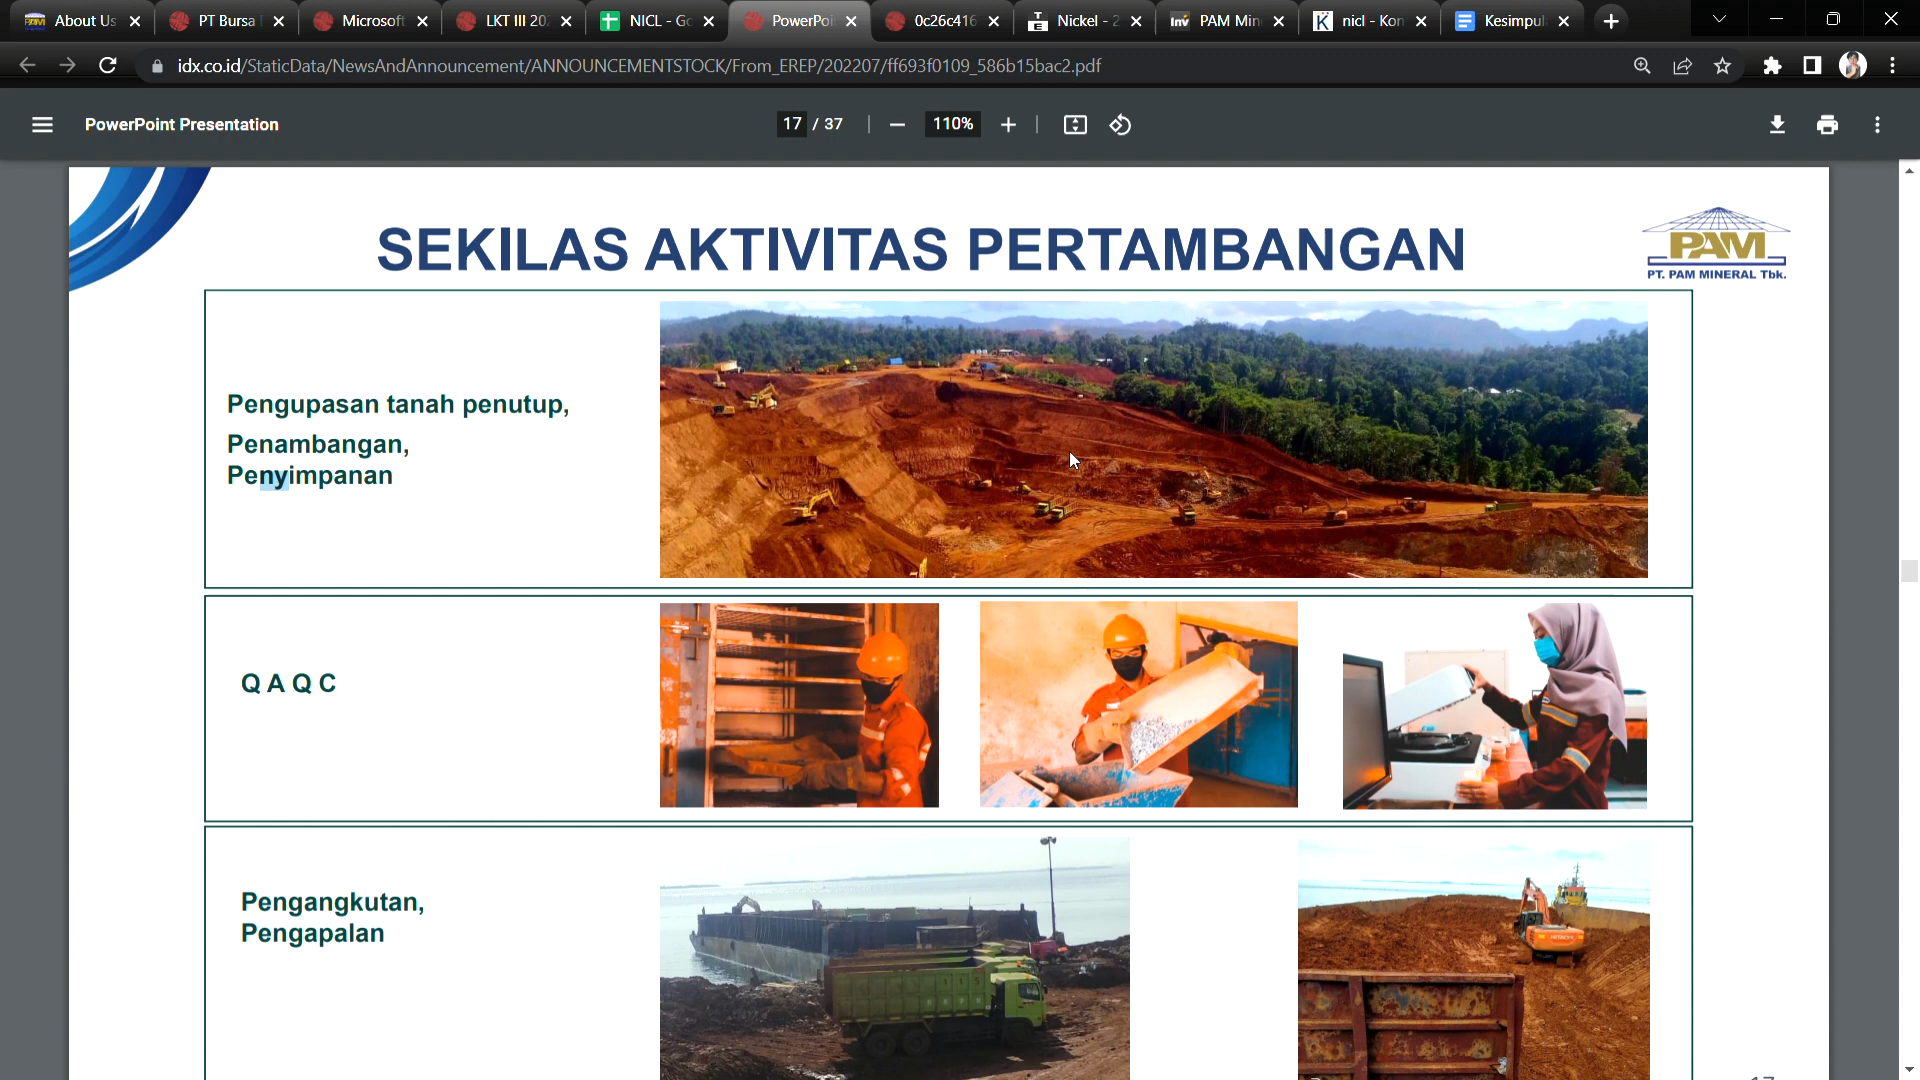 About Us
PT Bursa
Microsoft
LKT III 202
NICL - Go
PowerPoi
0c26c416
Nickel - 2
PAM Min
nicl - Kon
Kesimpul
idx.co.id/StaticData/NewsAndAnnouncement/ANNOUNCEMENTSTOCK/From_EREP/202207/ff693f0109_586b15bac2.pdf
PowerPoint Presentation
17 / 37
110%
SEKILAS AKTIVITAS PERTAMBANGAN
PAM
PT. PAM MINERAL Tbk.
Pengupasan tanah penutup,
Penambangan,
Penyimpanan
Q A Q C
Pengangkutan,
Pengapalan
HITACHI